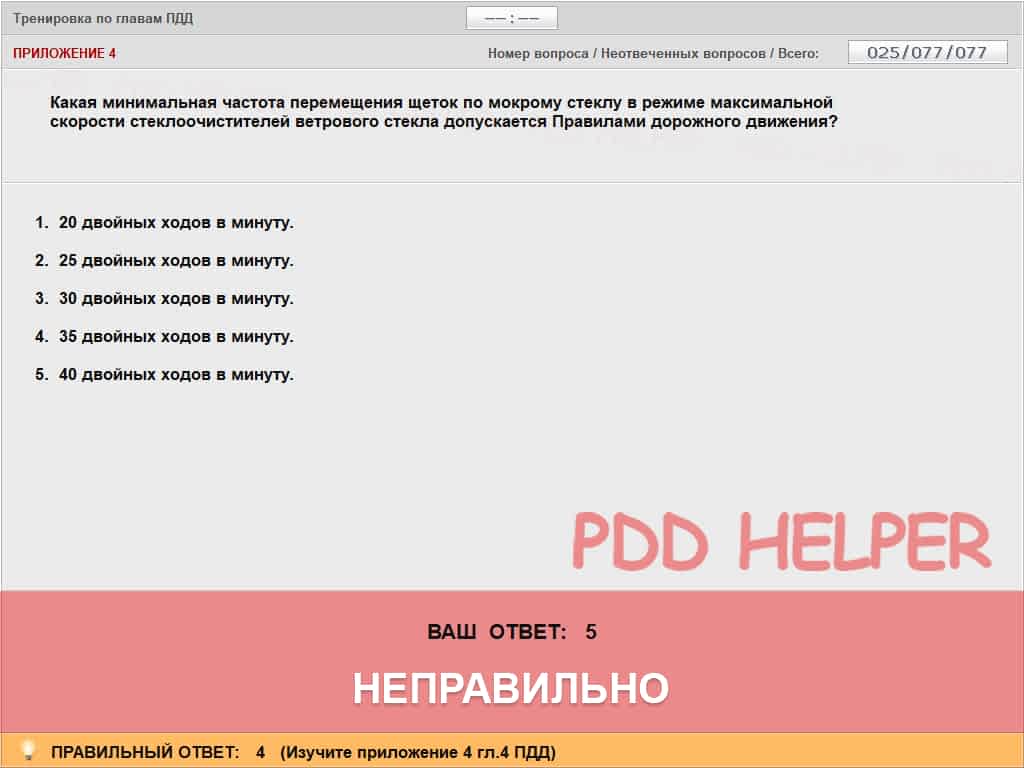 Тренировка по главам ПДД
—— : ——
ПРИЛОЖЕНИЕ 4
Номер вопроса / Неотвеченных вопросов / Всего: 025/077/077
Какая минимальная частота перемещения щеток по мокрому стеклу в режиме максимальной
скорости стеклоочистителей ветрового стекла допускается Правилами дорожного движения?
1. 20 двойных ходов в минуту.
2. 25 двойных ходов в минуту.
3. 30 двойных ходов в минуту.
4. 35 двойных ходов в минуту.
5. 40 двойных ходов в минуту.
PDD HELPER
ВАШ ОТВЕТ: 5
НЕПРАВИЛЬНО
ПРАВИЛЬНЫЙ ОТВЕТ: 4 (Изучите приложение 4 гл.4 ПДД)